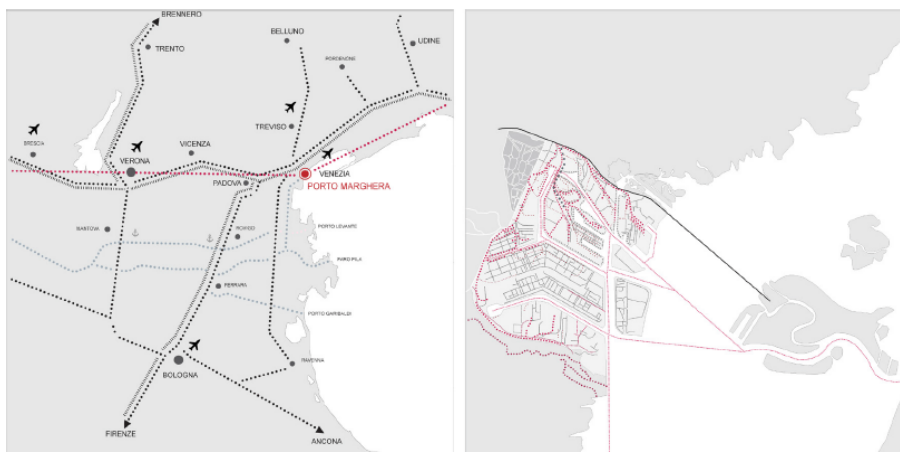 BRENNERO
TRENTO
BELLUNO
UDINE
PORDENONE
TREVISO
BRESCIA
VERONA
VICENZA
VENEZIA
PADOVA
PORTO MARGHERA
MANTOVA
ROVIGO
PORTO LEVANTE
PORTO GARIBALDI
FERRARA
RAVENNA
BOLOGNA
FIRENZE
ANCONA